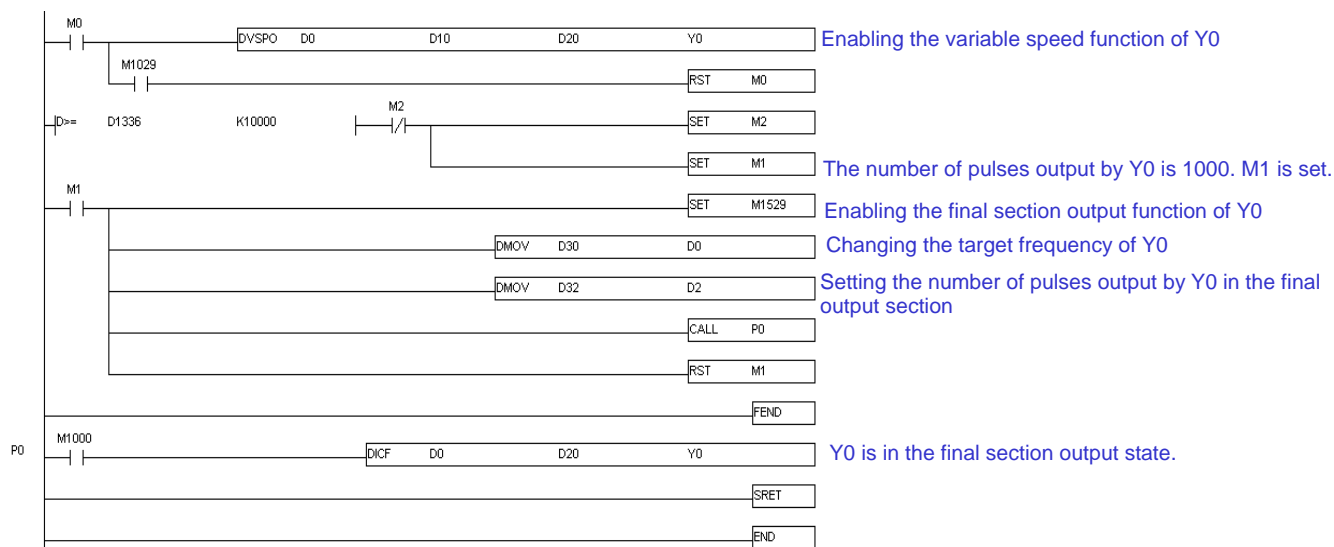 M0
DVSPO D0 D10 D20 Y0 Enabling the variable speed function of Y0
M1029
RST M0
D>= D1336 K10000 M2 SET M2
SET M1 The number of pulses output by Y0 is 1000. M1 is set.
M1
SET M1529 Enabling the final section output function of Y0
DMOV D30 D0 Changing the target frequency of Y0
DMOV D32 D2 Setting the number of pulses output by Y0 in the final
output section
CALL P0
RST M1
FEND
P0 M1000 DICF D0 D20 Y0 Y0 is in the final section output state.
SRET
END